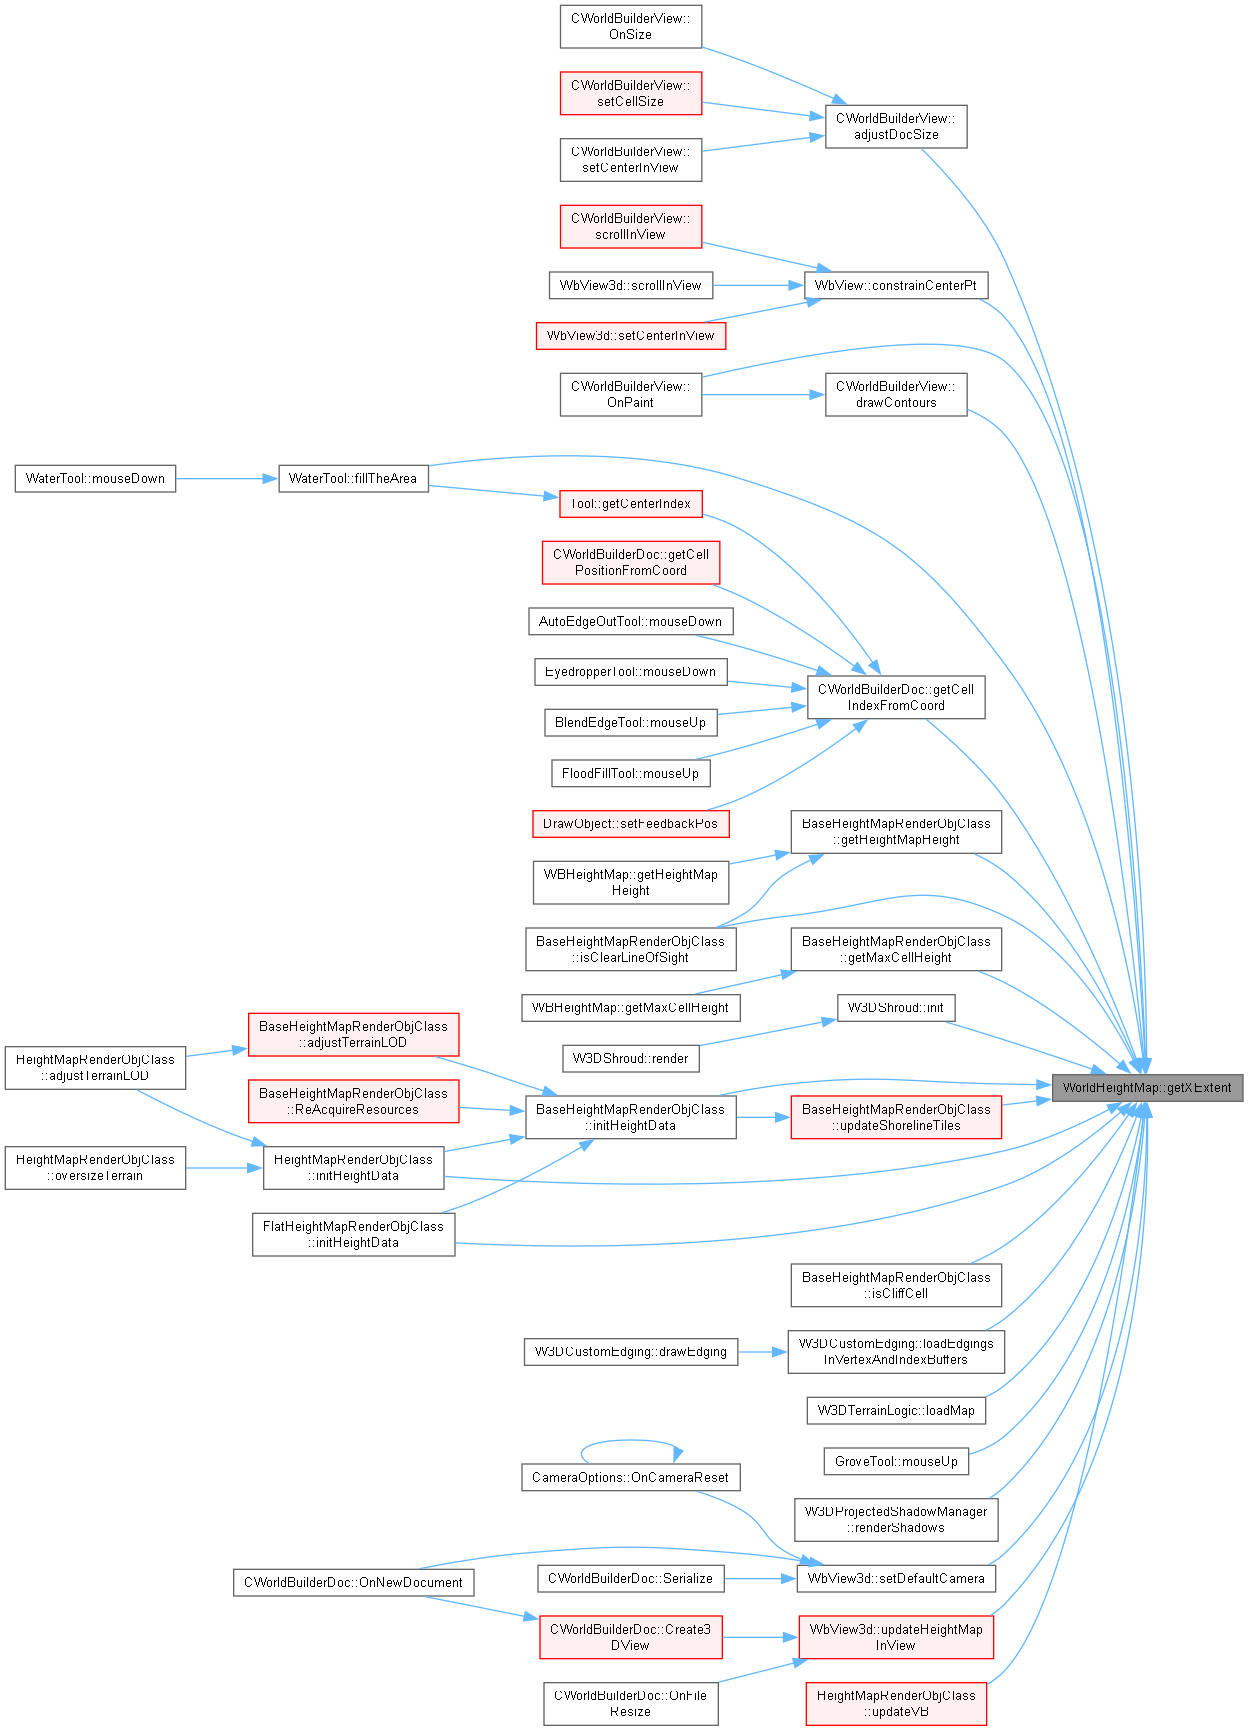 CWorldBuilderView::
OnSize
CWorldBuilderView::
setCellSize
CWorldBuilderView::
adjustDocSize
CWorldBuilderView::
setCenterInView
CWorldBuilderView::
scrollInView
WbView3d::scrollInView
WbView::constrainCenterPt
WbView3d::setCenterInView
CWorldBuilderView::
OnPaint
CWorldBuilderView::
drawContours
WaterTool::mouseDown
WaterTool::fillTheArea
Tool::getCenterIndex
CWorldBuilderDoc::getCell
PositionFromCoord
AutoEdgeOutTool::mouseDown
EyedropperTool::mouseDown
CWorldBuilderDoc::getCell
IndexFromCoord
BlendEdgeTool::mouseUp
FloodFillTool::mouseUp
DrawObject::setFeedbackPos
BaseHeightMapRenderObjClass
::getHeightMapHeight
WBHeightMap::getHeightMap
Height
BaseHeightMapRenderObjClass
::isClearLineOfSight
BaseHeightMapRenderObjClass
::getMaxCellHeight
WBHeightMap::getMaxCellHeight
W3DShroud::init
W3DShroud::render
BaseHeightMapRenderObjClass
::adjustTerrainLOD
HeightMapRenderObjClass
::adjustTerrainLOD
BaseHeightMapRenderObjClass
::ReAcquireResources
BaseHeightMapRenderObjClass
::initHeightData
BaseHeightMapRenderObjClass
::updateShorelineTiles
WorldHeightMap::getXExtent
HeightMapRenderObjClass
::oversizeTerrain
HeightMapRenderObjClass
::initHeightData
FlatHeightMapRenderObjClass
::initHeightData
BaseHeightMapRenderObjClass
::isCliffCell
W3DCustomEdging::drawEdging
W3DCustomEdging::loadEdgings
InVertexAndIndexBuffers
W3DTerrainLogic::loadMap
GroveTool::mouseUp
CameraOptions::OnCameraReset
W3DProjectedShadowManager
::renderShadows
CWorldBuilderDoc::OnNewDocument
CWorldBuilderDoc::Serialize
WbView3d::setDefaultCamera
CWorldBuilderDoc::Create3
DView
WbView3d::updateHeightMap
InView
CWorldBuilderDoc::OnFile
Resize
HeightMapRenderObjClass
::updateVB